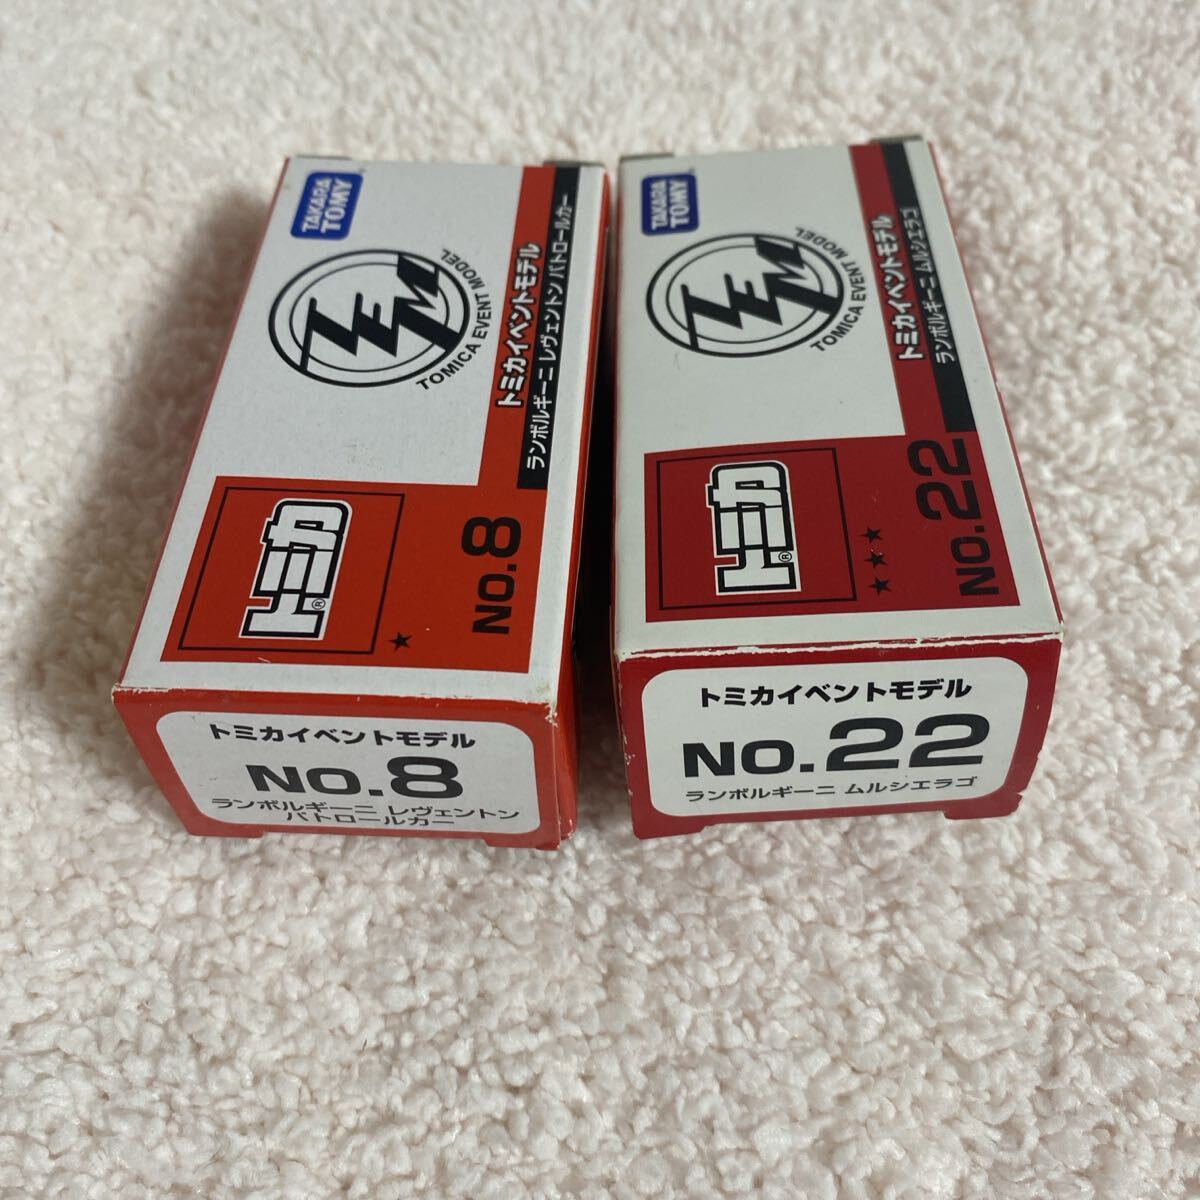 TAKARA
TOMY
TEM
TOMICA EVENT MODEL
トミカイベントモデル
ランボルギーニ レヴェントン パトロールカー
トミカ®
★
NO.8
トミカイベントモデル
NO.8
ランボルギーニ レヴェントン
パトロールカー
TAKARA
TOMY
TEM
TOMICA EVENT MODEL
トミカイベントモデル
ランボルギーニ ムルシエラゴ
トミカ®
★★★
NO.22
トミカイベントモデル
NO.22
ランボルギーニ ムルシエラゴ